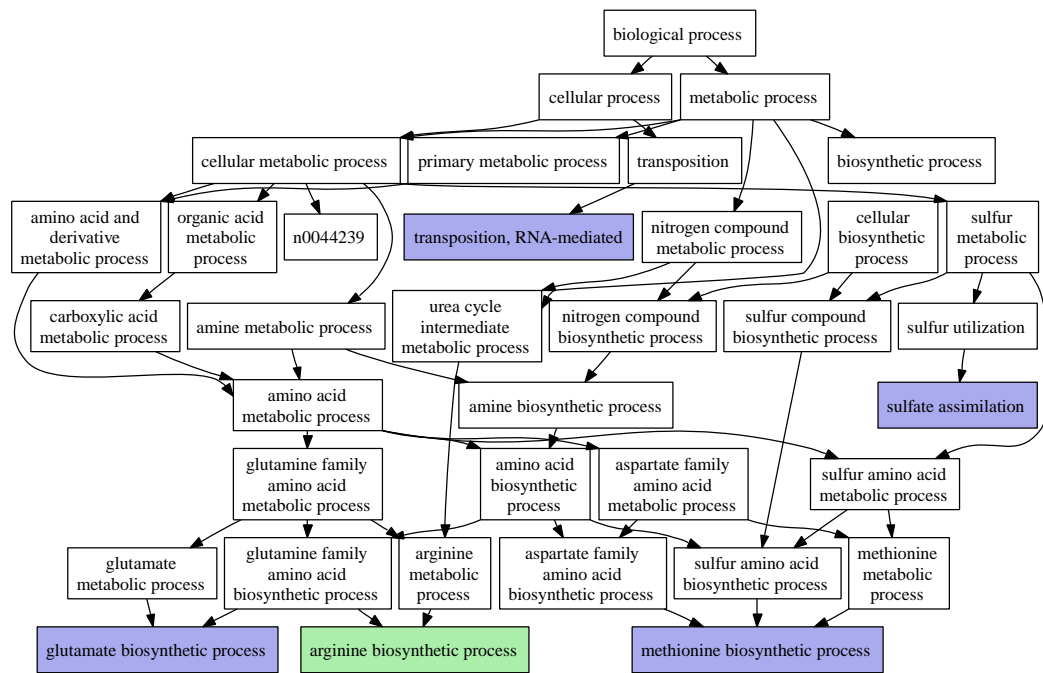 biological process
cellular process
metabolic process
cellular metabolic process
primary metabolic process
transposition
biosynthetic process
amino acid and
derivative
metabolic process
organic acid
metabolic
process
n0044239
transposition, RNA-mediated
nitrogen compound
metabolic process
cellular
biosynthetic
process
sulfur
metabolic
process
carboxylic acid
metabolic process
amine metabolic process
urea cycle
intermediate
metabolic process
nitrogen compound
biosynthetic process
sulfur compound
biosynthetic process
sulfur utilization
amino acid
metabolic process
amine biosynthetic process
sulfate assimilation
glutamine family
amino acid
metabolic process
amino acid
biosynthetic
process
aspartate family
amino acid
metabolic process
sulfur amino acid
metabolic process
glutamate
metabolic process
glutamine family
amino acid
biosynthetic process
arginine
metabolic
process
aspartate family
amino acid
biosynthetic process
sulfur amino acid
biosynthetic process
methionine
metabolic
process
glutamate biosynthetic process
arginine biosynthetic process
methionine biosynthetic process